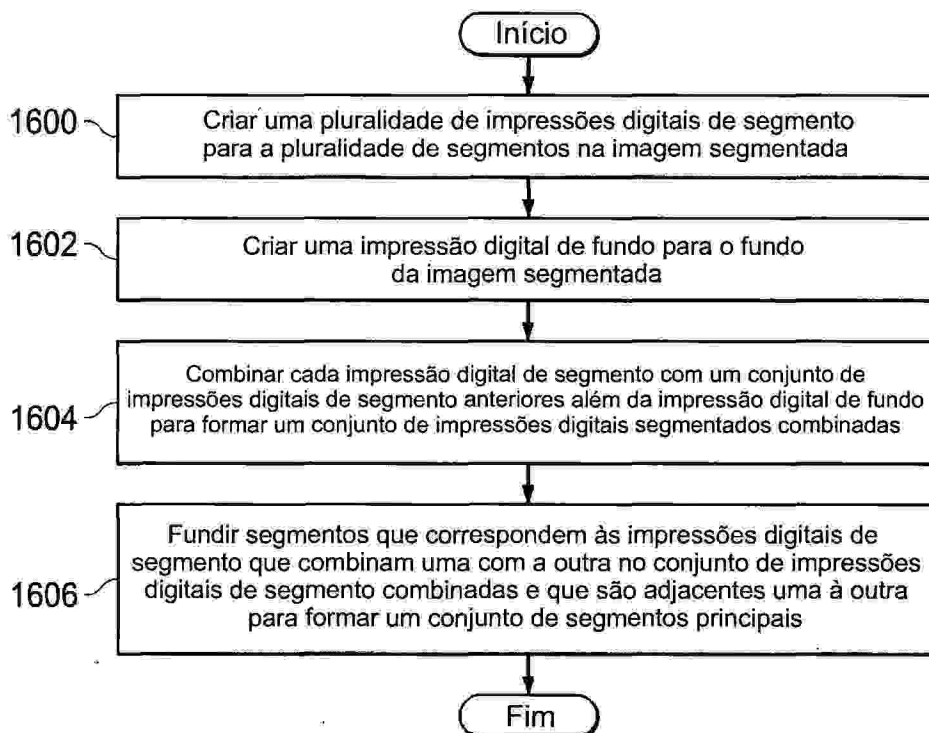 Início
1600
Criar uma pluralidade de impressões digitais de segmento
para a pluralidade de segmentos na imagem segmentada
1602
Criar uma impressão digital de fundo para o fundo
da imagem segmentada
1604
Combinar cada impressão digital de segmento com um conjunto de
impressões digitais de segmento anteriores além da impressão digital de fundo
para formar um conjunto de impressões digitais segmentados combinadas
1606
Fundir segmentos que correspondem às impressões digitais de
segmento que combinam uma com a outra no conjunto de impressões
digitais de segmento combinadas e que são adjacentes uma à outra
para formar um conjunto de segmentos principais
Fim